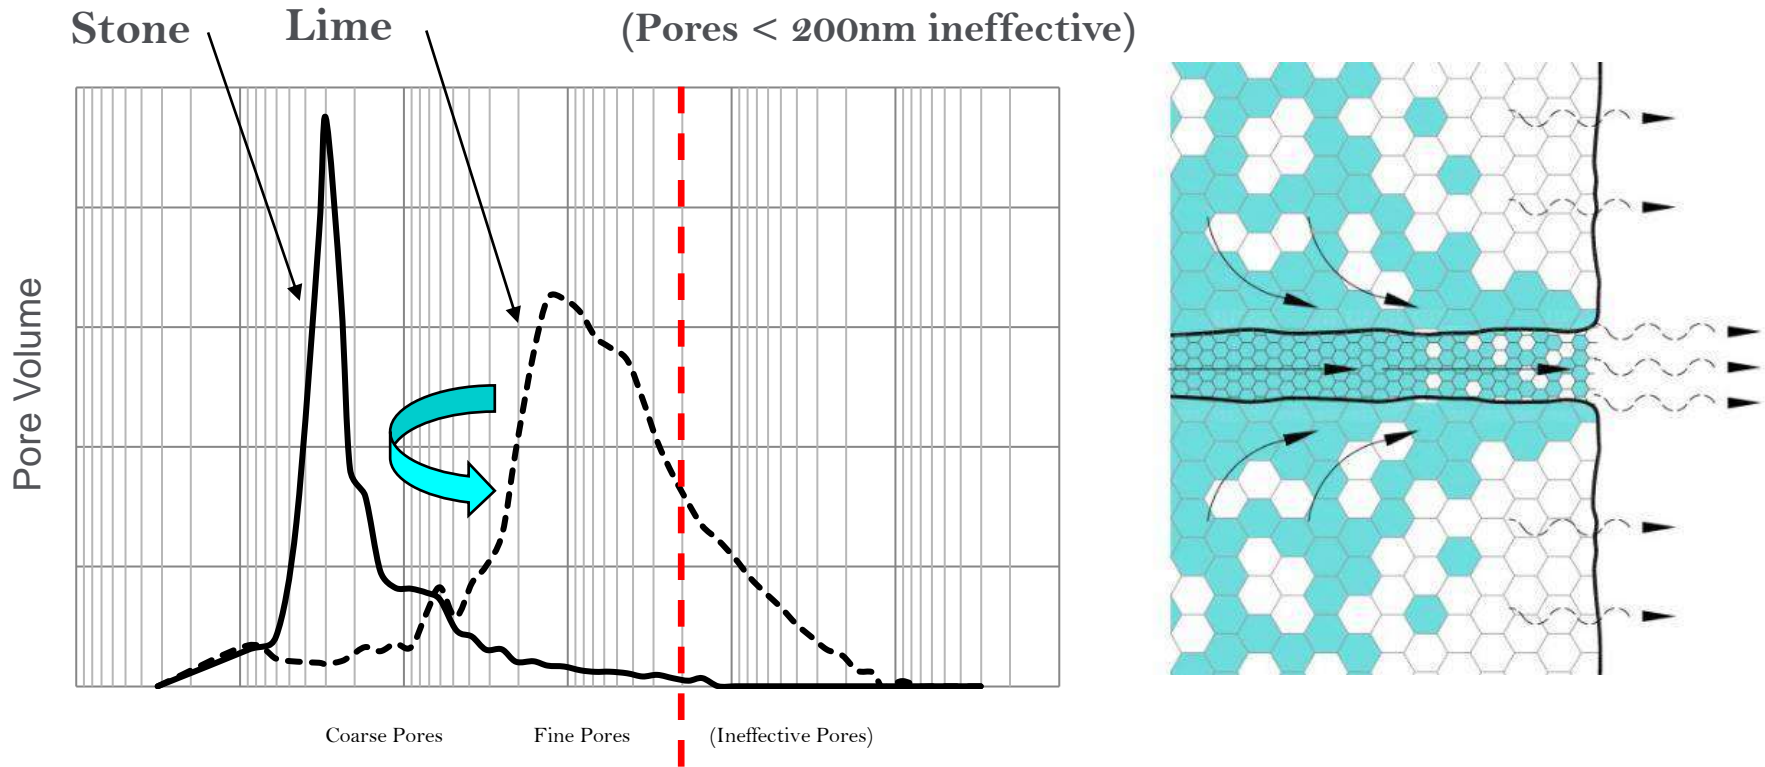 Stone
Lime
(Pores < 200nm ineffective)
Pore Volume
Coarse Pores
Fine Pores
(Ineffective Pores)